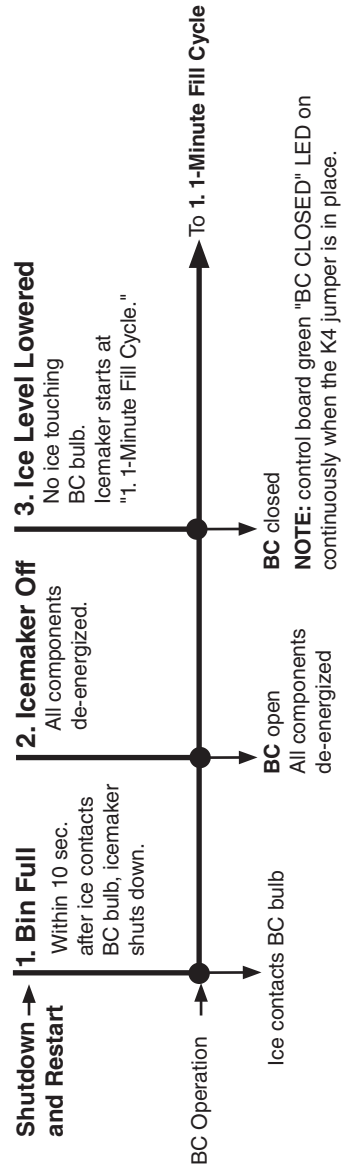 Shutdown
and Restart
1. Bin Full
Within 10 sec.
after ice contacts
BC bulb, icemaker
shuts down.
2. Icemaker Off
All components
de-energized.
3. Ice Level Lowered
No ice touching
BC bulb.
Icemaker starts at
"1. 1-Minute Fill Cycle."
BC Operation
To 1. 1-Minute Fill Cycle
Ice contacts BC bulb
BC open
All components
de-energized
BC closed
NOTE: control board green "BC CLOSED" LED on
continuously when the K4 jumper is in place.